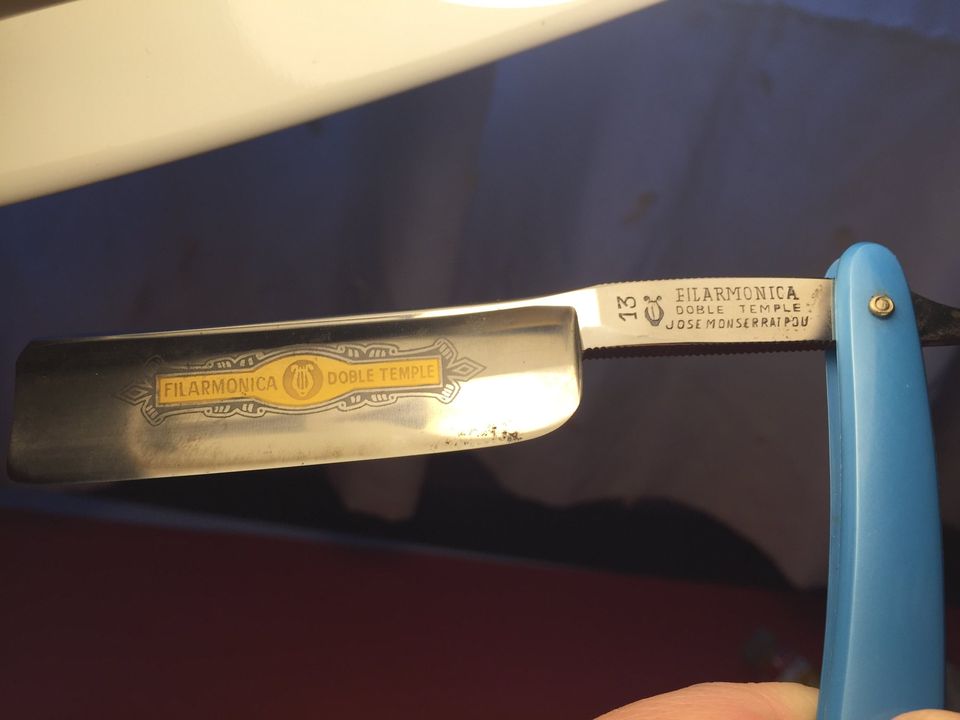 FILARMONICA DOBLE TEMPLE
13
FILARMONICA
DOBLE TEMPLE
JOSE MONSERRAT POU